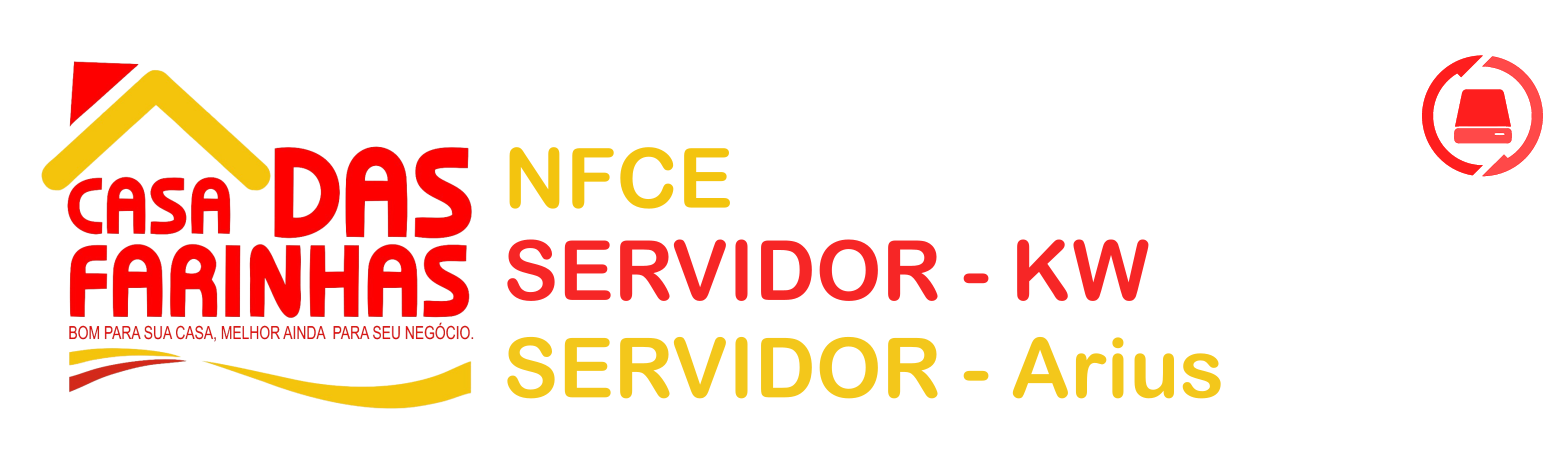 CASA DAS
FARINHAS
BOM PARA SUA CASA, MELHOR AINDA PARA SEU NEGÓCIO.
NFCE
SERVIDOR - KW
SERVIDOR - Arius